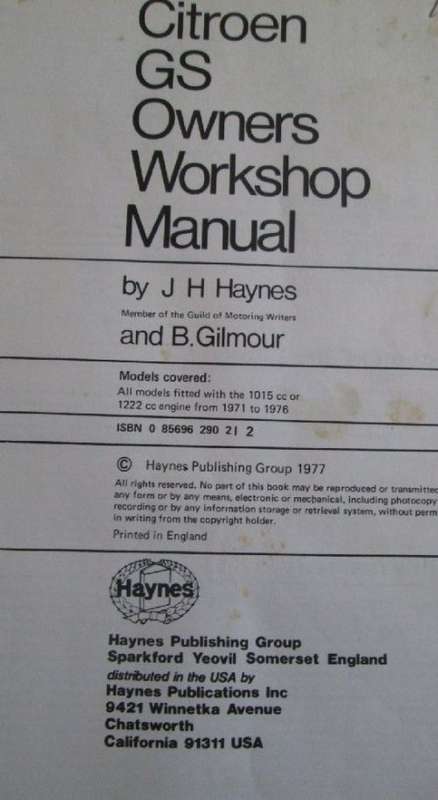 Citroen
GS
Owners
Workshop
Manual
by J H Haynes
Member of the Guild of Motoring Writers
and B.Gilmour
Models covered:
All models fitted with the 1015 cc or
1222 cc engine from 1971 to 1976
ISBN 0 85696 290 2| 2
© Haynes Publishing Group 1977
All rights reserved. No part of this book may be reproduced or transmitted
any form or by any means, electronic or mechanical, including photocopy
recording or by any information storage or retrieval system, without perm
in writing from the copyright holder.
Printed in England
Haynes
Haynes Publishing Group
Sparkford Yeovil Somerset England
distributed in the USA by
Haynes Publications Inc
9421 Winnetka Avenue
Chatsworth
California 91311 USA